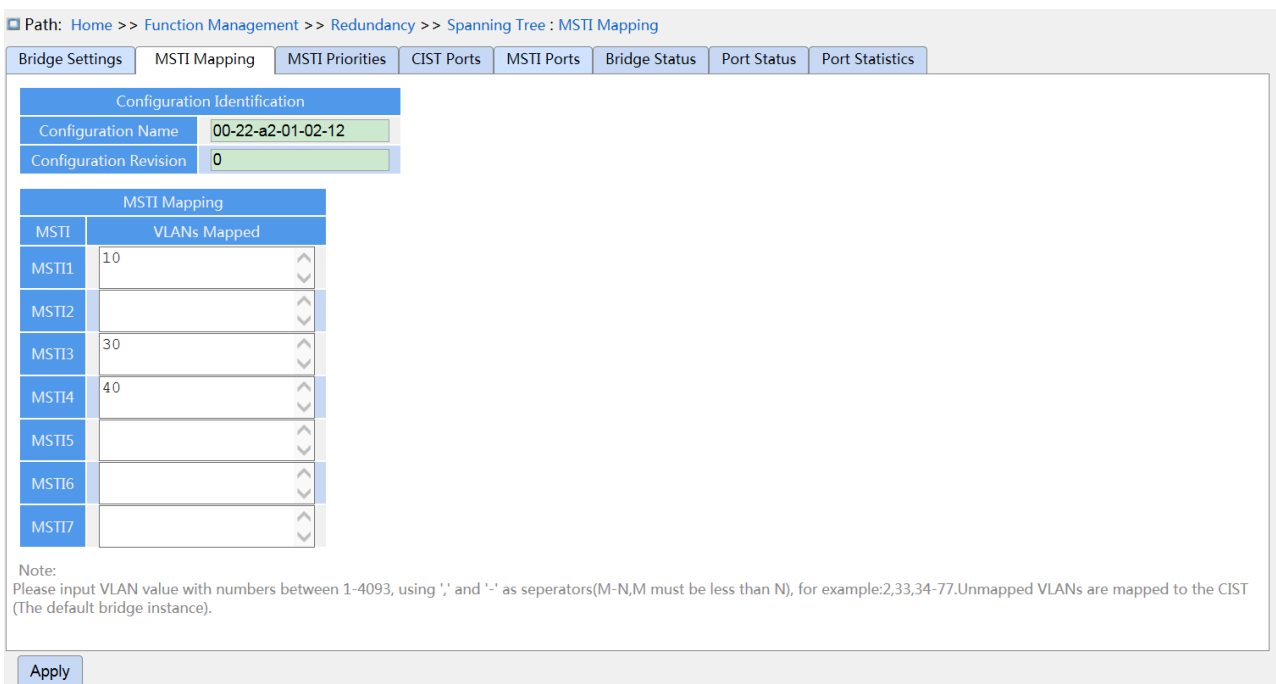 Path: Home >> Function Management >> Redundancy >> Spanning Tree : MSTI Mapping
Bridge Settings MSTI Mapping MSTI Priorities CIST Ports MSTI Ports Bridge Status Port Status Port Statistics
Configuration Identification
Configuration Name 00-22-a2-01-02-12
Configuration Revision 0
MSTI Mapping
MSTI VLANs Mapped
MSTI1 10
MSTI2
MSTI3 30
MSTI4 40
MSTI5
MSTI6
MSTI7
Note:
Please input VLAN value with numbers between 1-4093, using ',' and '-' as seperators(M-N,M must be less than N), for example:2,33,34-77.Unmapped VLANs are mapped to the CIST
(The default bridge instance).
Apply